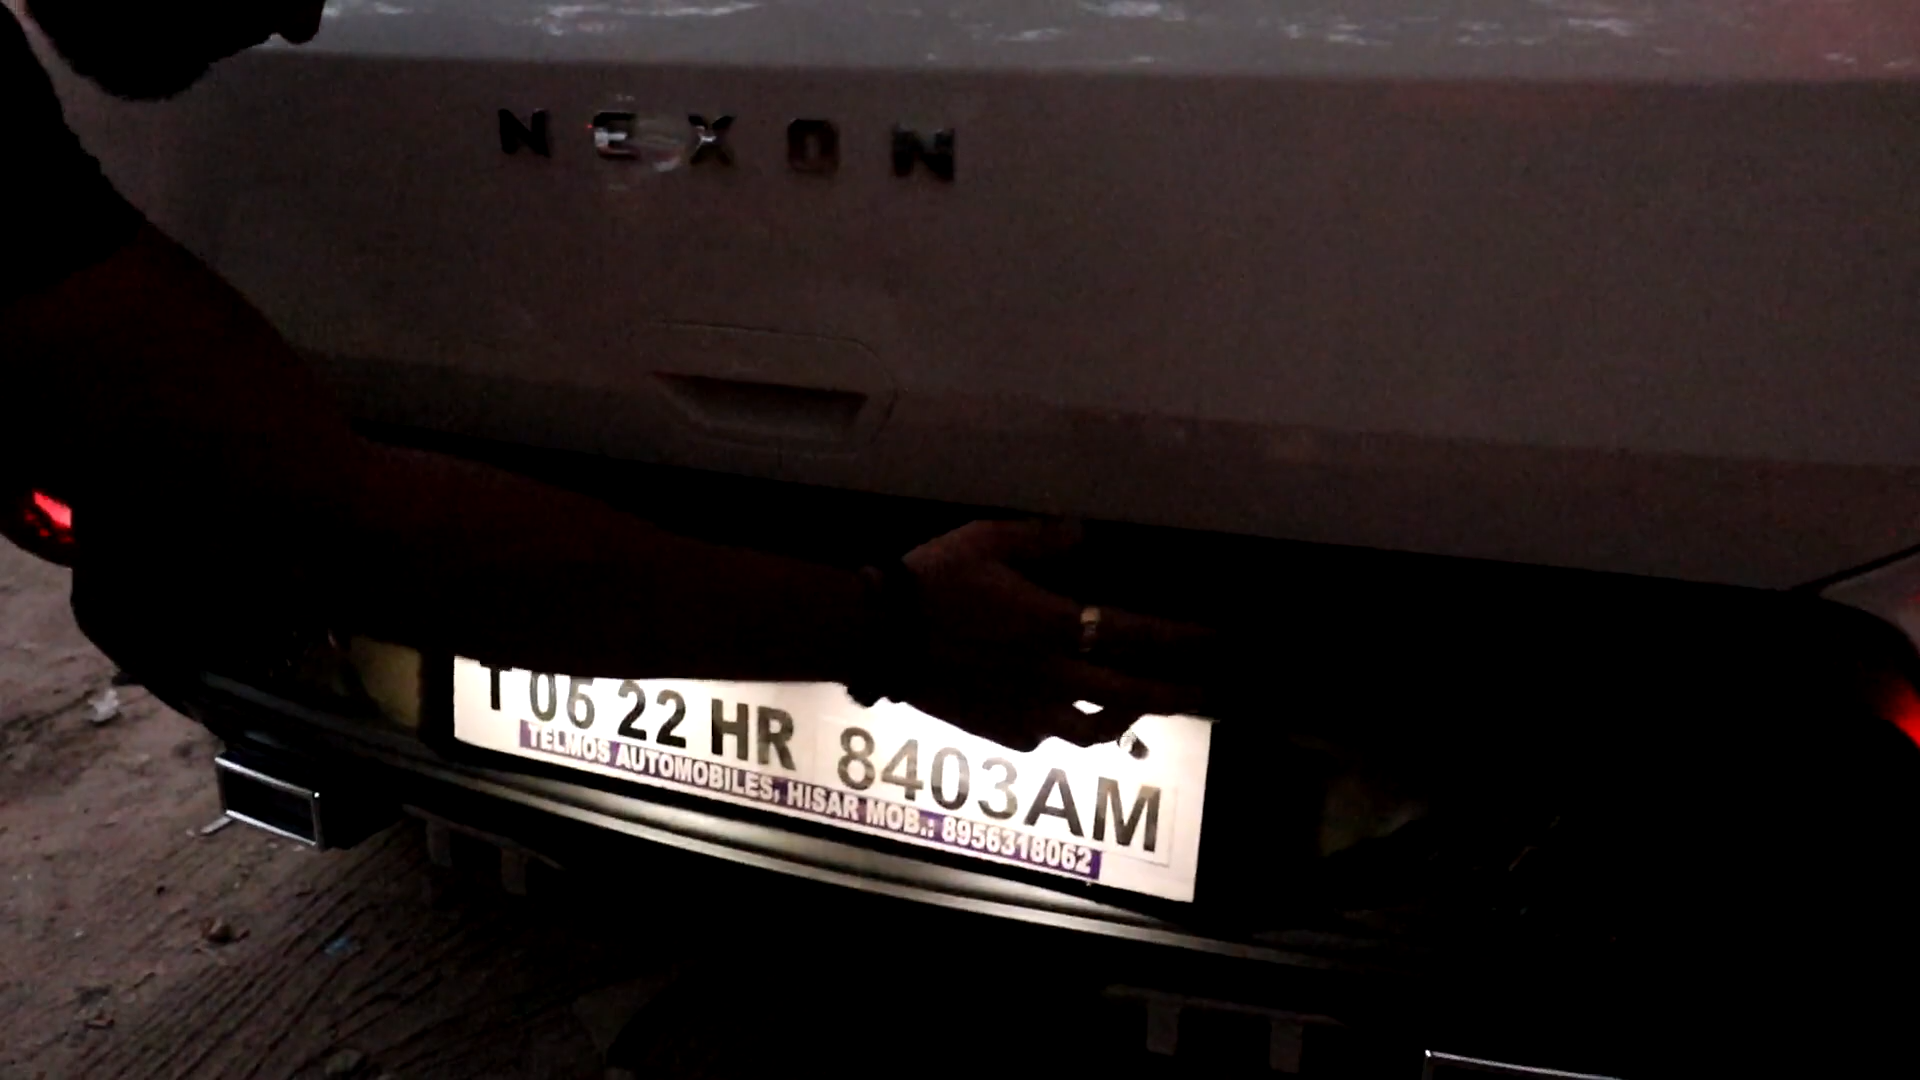 NEXON
T 06 22 HR 8403AM
TELMOS AUTOMOBILES, HISAR MOB.: 8956318062